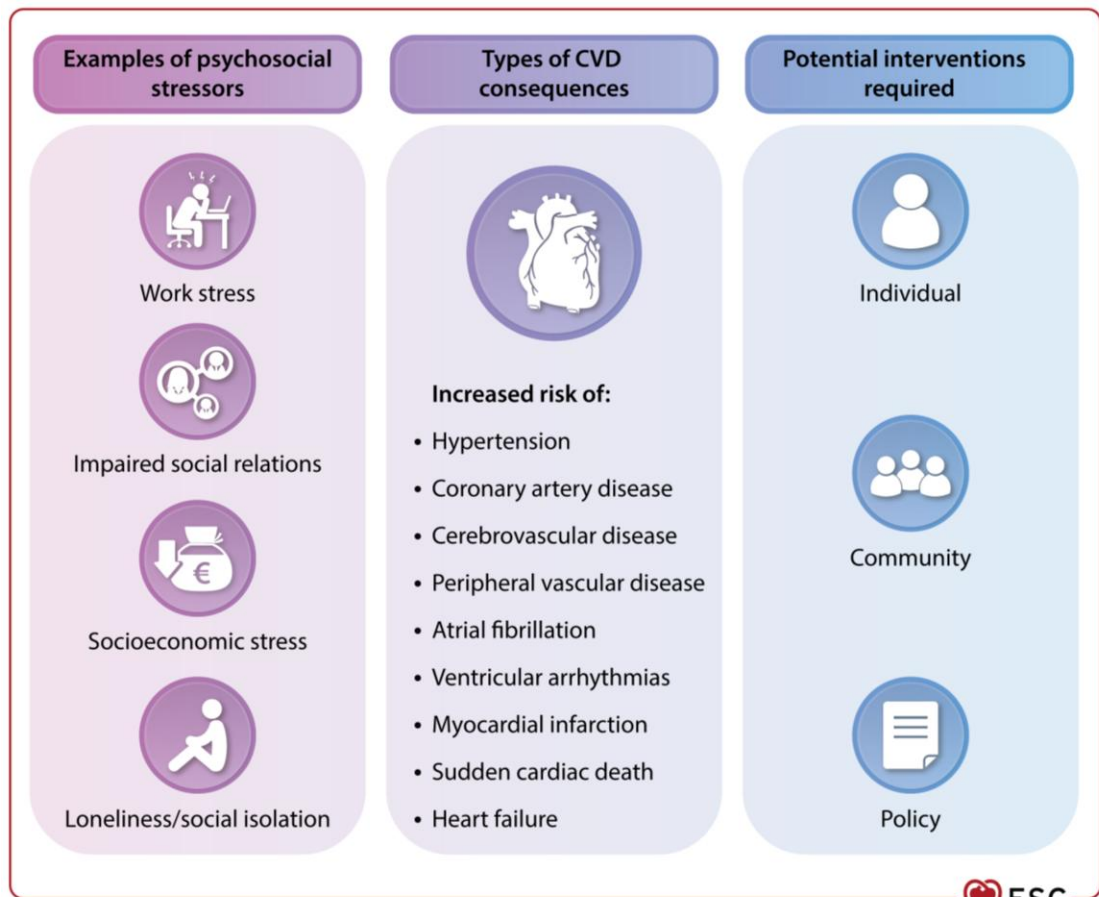 Examples of psychosocial
stressors
Work stress
Impaired social relations
€
Socioeconomic stress
Loneliness/social isolation
Types of CVD
consequences
Increased risk of:
• Hypertension
• Coronary artery disease
• Cerebrovascular disease
• Peripheral vascular disease
• Atrial fibrillation
• Ventricular arrhythmias
• Myocardial infarction
• Sudden cardiac death
• Heart failure
Potential interventions
required
Individual
Community
Policy
ESC